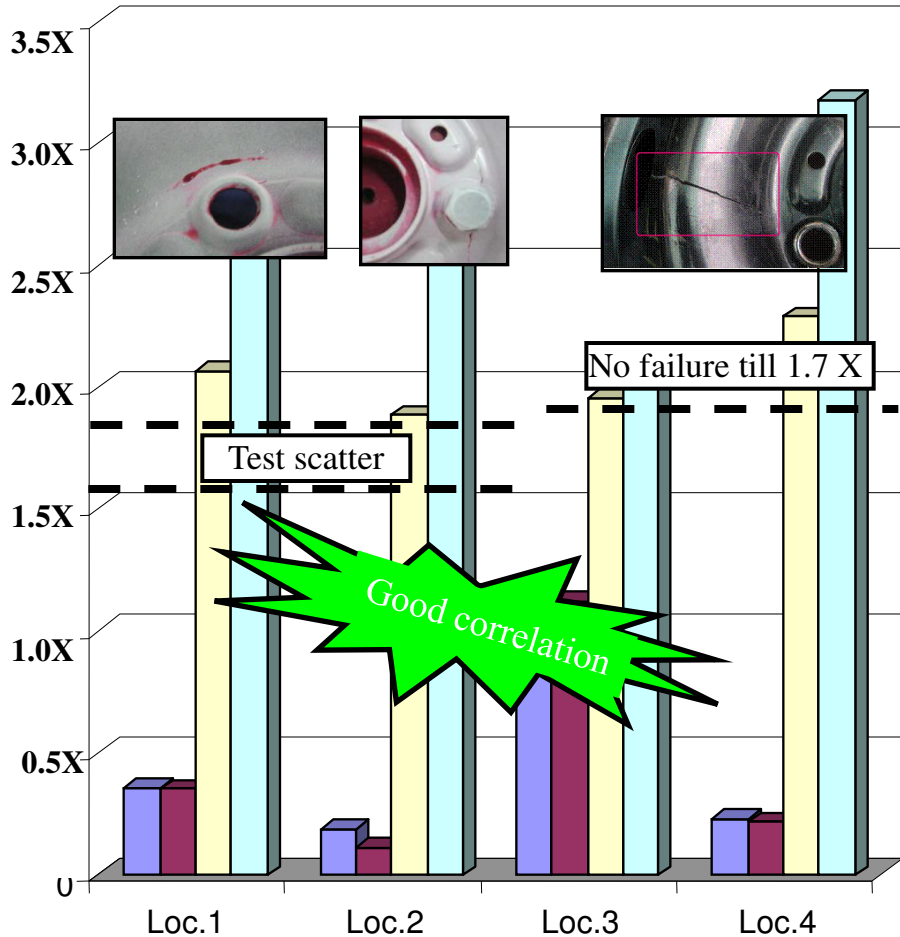 3.5X
3.0X
2.5X
No failure till 1.7 X
2.0X
Test scatter
1.5X
Good correlation
1.0X
0.5X
0
Loc.1 Loc.2 Loc.3 Loc.4